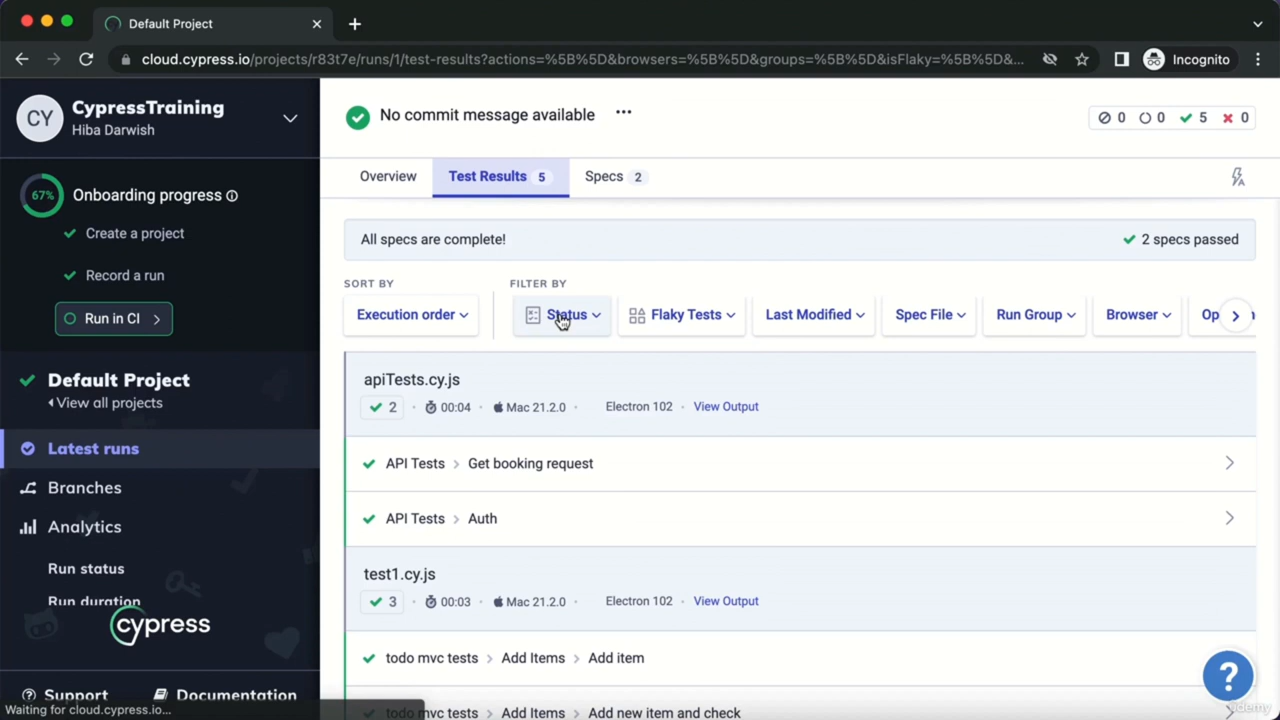 Default Project
cloud.cypress.io/projects/r83t7e/runs/1/test-results?actions=%5B%5D&browsers=%5B%5D&groups=%5B%5D&isFlaky=%5B%5D&...
Incognito
CY
CypressTraining
Hiba Darwish
67%
Onboarding progress
Create a project
Record a run
Run in CI
Default Project
View all projects
Latest runs
Branches
Analytics
Run status
Run duration
cypress
Support
Documentation
Waiting for cloud.cypress.io...
No commit message available
...
0 0 5 0
Overview
Test Results 5
Specs 2
All specs are complete!
2 specs passed
SORT BY
FILTER BY
Execution order
Status
Flaky Tests
Last Modified
Spec File
Run Group
Browser
apiTests.cy.js
2 · 00:04 · Mac 21.2.0 · Electron 102 · View Output
API Tests > Get booking request
API Tests > Auth
test1.cy.js
3 · 00:03 · Mac 21.2.0 · Electron 102 · View Output
todo mvc tests > Add Items > Add item
todo mvc tests > Add Items > Add new item and check
?
udemy